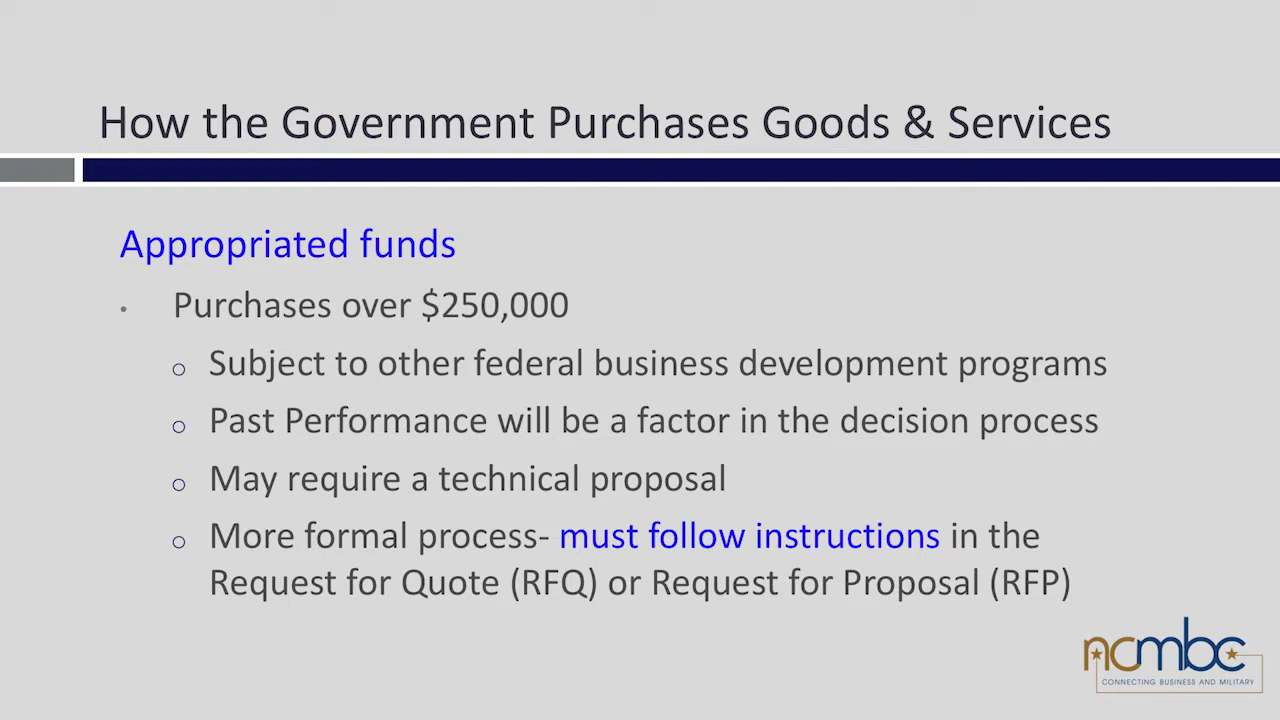 How the Government Purchases Goods & Services
Appropriated funds
• Purchases over $250,000
o Subject to other federal business development programs
o Past Performance will be a factor in the decision process
o May require a technical proposal
o More formal process- must follow instructions in the
Request for Quote (RFQ) or Request for Proposal (RFP)
ncmbc
CONNECTING BUSINESS AND MILITARY